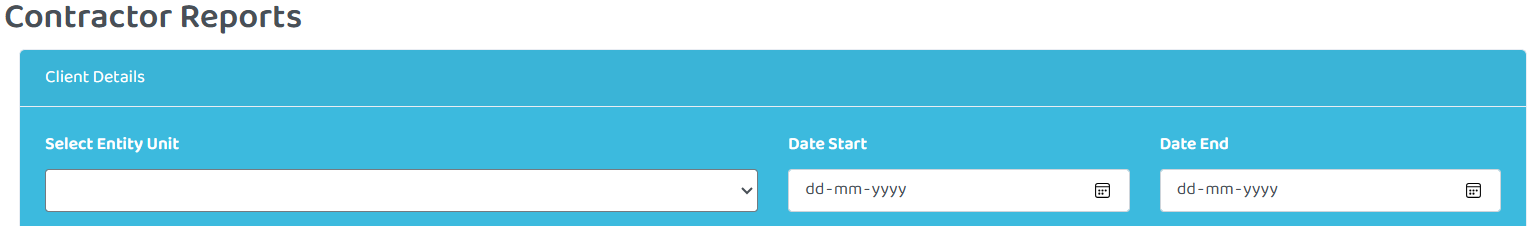 Contractor Reports
Client Details
Select Entity Unit Date Start Date End
dd-mm-yyyy dd-mm-yyyy